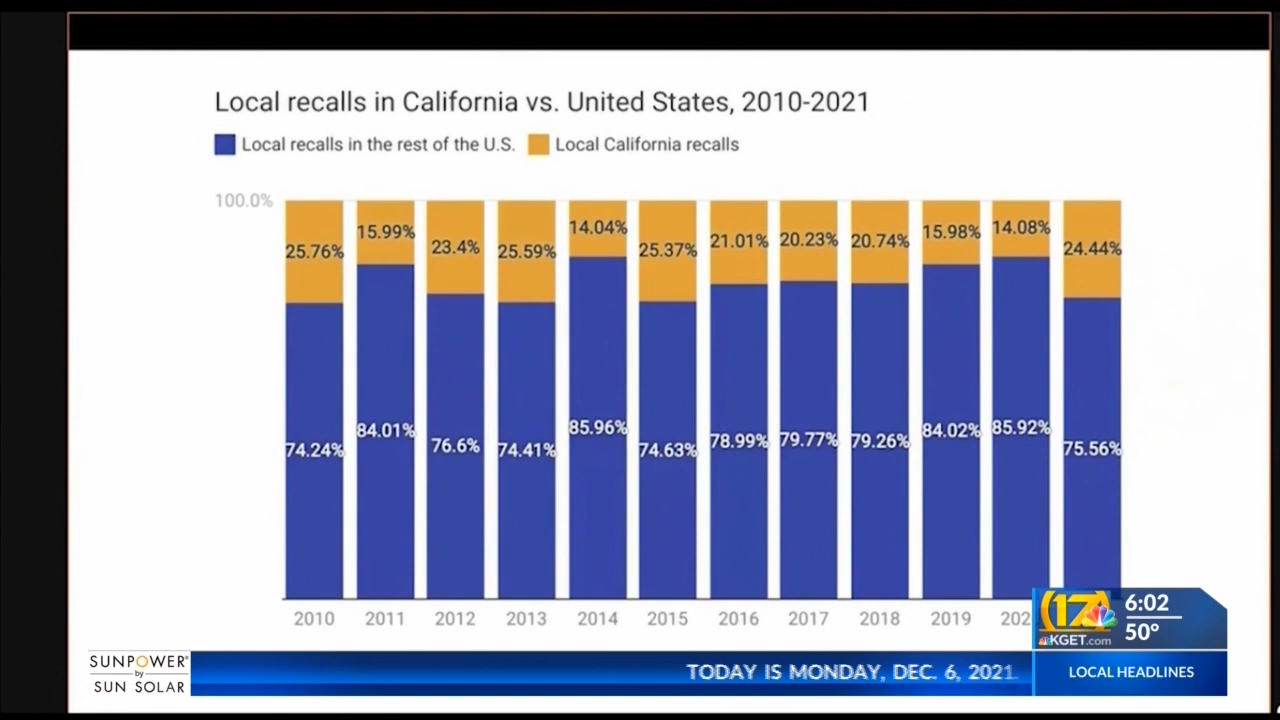 Local recalls in California vs. United States, 2010-2021
Local recalls in the rest of the U.S. Local California recalls
100.0%
25.76% 15.99% 23.4% 25.59% 14.04% 25.37% 21.01% 20.23% 20.74% 15.98% 14.08% 24.44%
74.24% 84.01% 76.6% 74.41% 85.96% 74.63% 78.99% 79.77% 79.26% 84.02% 85.92% 75.56%
2010 2011 2012 2013 2014 2015 2016 2017 2018 2019 202
17 6:02
KGET.com 50°
SUNPOWER®
by
SUN SOLAR
TODAY IS MONDAY, DEC. 6, 2021.
LOCAL HEADLINES